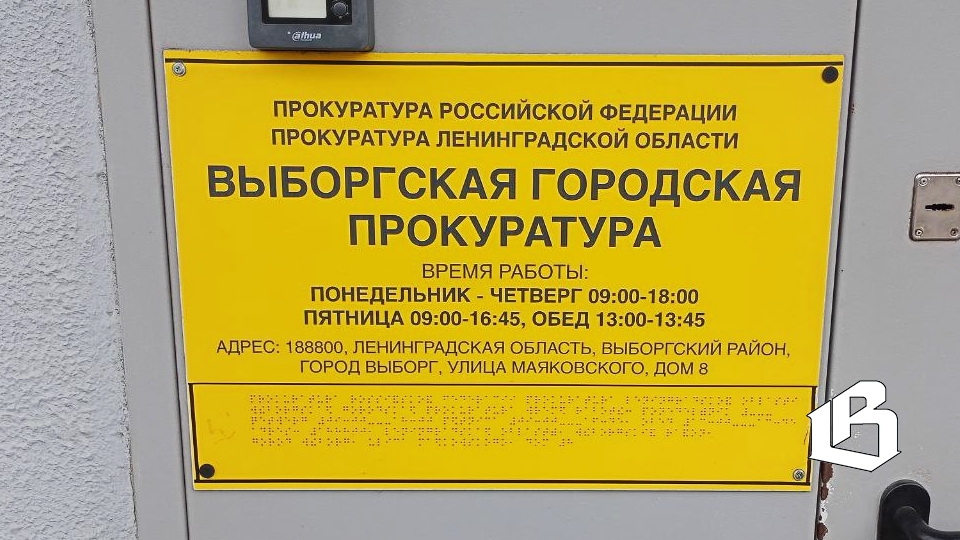 alhua
ПРОКУРАТУРА РОССИЙСКОЙ ФЕДЕРАЦИИ
ПРОКУРАТУРА ЛЕНИНГРАДСКОЙ ОБЛАСТИ
ВЫБОРГСКАЯ ГОРОДСКАЯ
ПРОКУРАТУРА
ВРЕМЯ РАБОТЫ:
ПОНЕДЕЛЬНИК - ЧЕТВЕРГ 09:00-18:00
ПЯТНИЦА 09:00-16:45, ОБЕД 13:00-13:45
АДРЕС: 188800, ЛЕНИНГРАДСКАЯ ОБЛАСТЬ, ВЫБОРГСКИЙ РАЙОН,
ГОРОД ВЫБОРГ, УЛИЦА МАЯКОВСКОГО, ДОМ 8
В